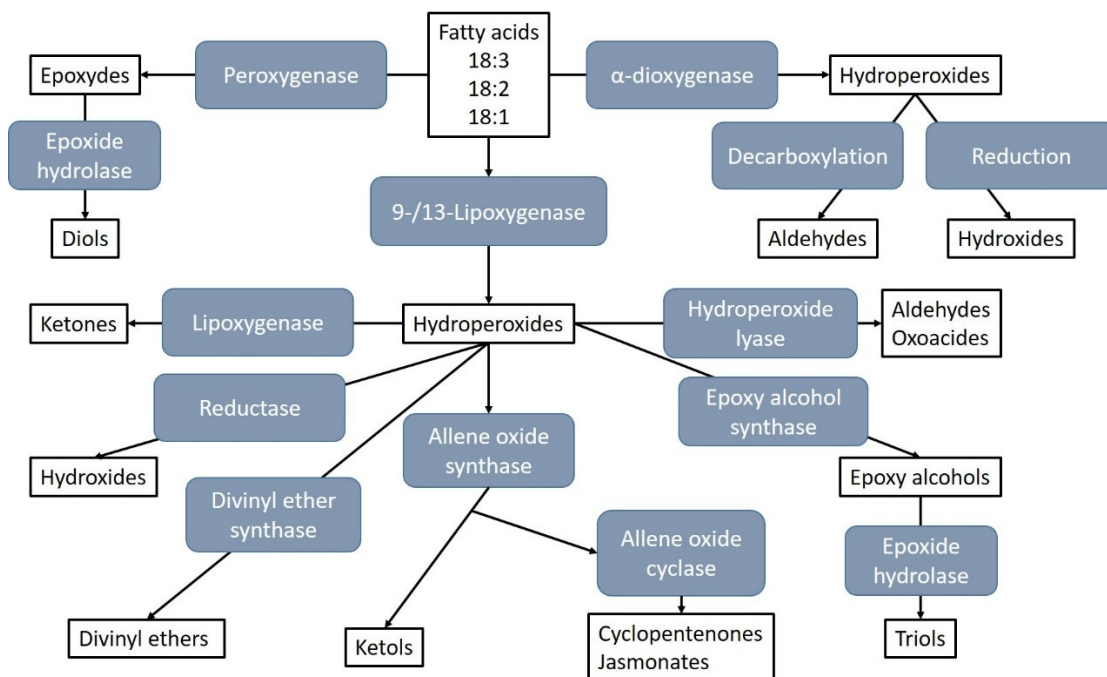 Fatty acids
18:3
18:2
18:1
Epoxydes
Peroxygenase
α-dioxygenase
Hydroperoxides
Epoxide
hydrolase
Decarboxylation
Reduction
9-/13-Lipoxygenase
Diols
Aldehydes
Hydroxides
Ketones
Lipoxygenase
Hydroperoxides
Hydroperoxide
lyase
Aldehydes
Oxoacides
Reductase
Allene oxide
synthase
Epoxy alcohol
synthase
Hydroxides
Divinyl ether
synthase
Epoxy alcohols
Allene oxide
cyclase
Epoxide
hydrolase
Divinyl ethers
Ketols
Cyclopentenones
Jasmonates
Triols